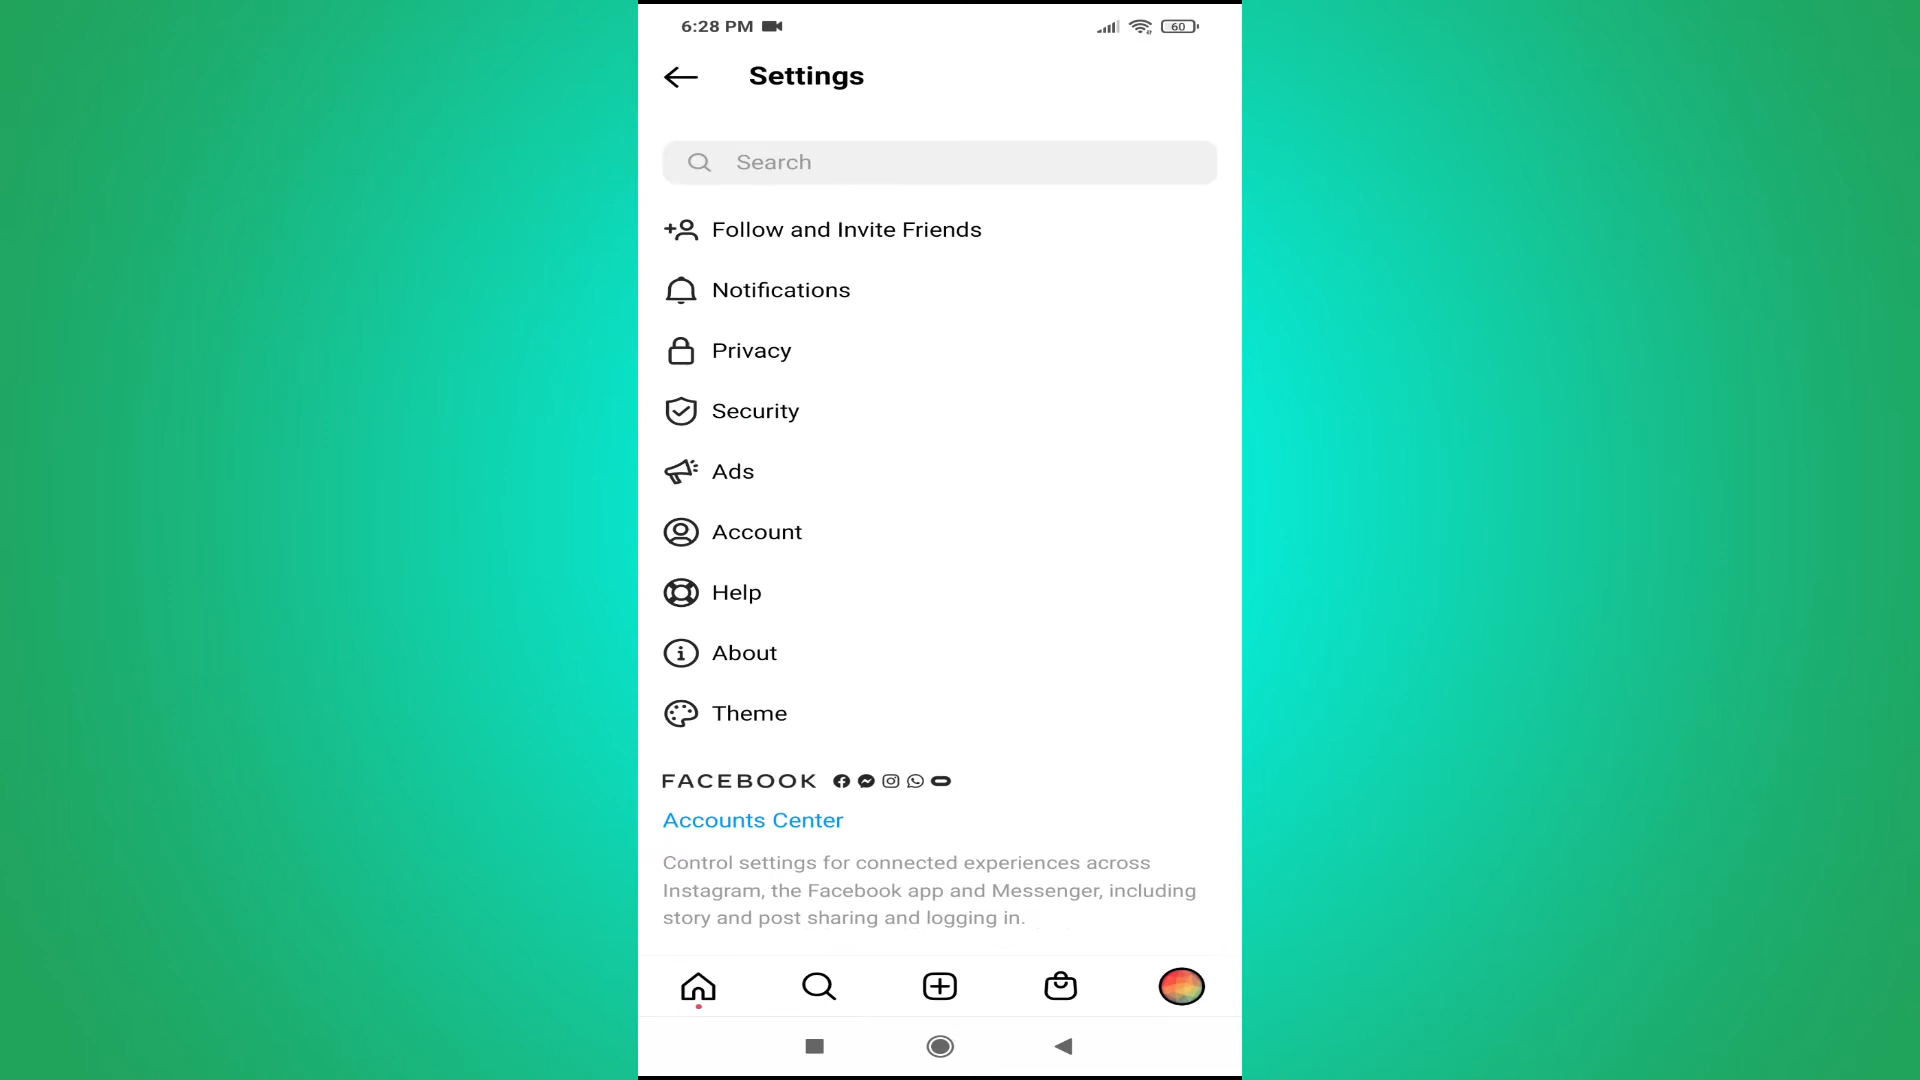 6:28 PM
60
Settings
Search
Follow and Invite Friends
Notifications
Privacy
Security
Ads
Account
Help
About
Theme
FACEBOOK
Accounts Center
Control settings for connected experiences across
Instagram, the Facebook app and Messenger, including
story and post sharing and logging in.